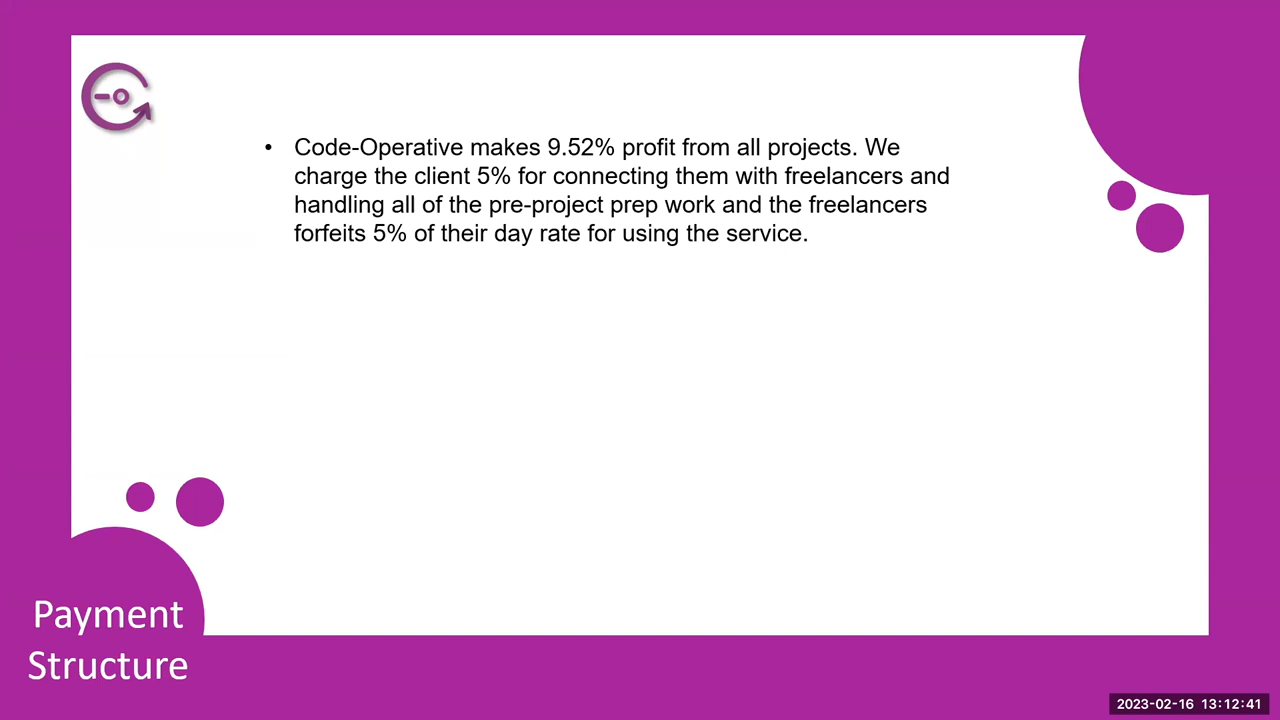 • Code-Operative makes 9.52% profit from all projects. We
charge the client 5% for connecting them with freelancers and
handling all of the pre-project prep work and the freelancers
forfeits 5% of their day rate for using the service.
Payment
Structure
2023-02-16 13:12:41